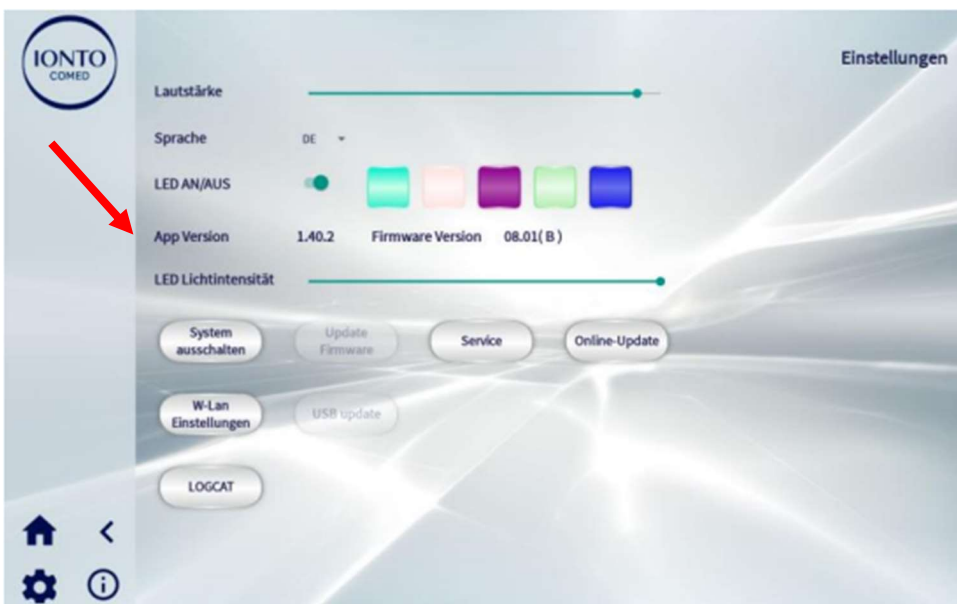 IONTO
COMED
Einstellungen
Lautstärke
Sprache DE
LED AN/AUS
App Version 1.40.2 Firmware Version 08.01( B )
LED Lichtintensität
System
ausschalten
Update
Firmware
Service
Online-Update
W-Lan
Einstellungen
USB update
LOGCAT